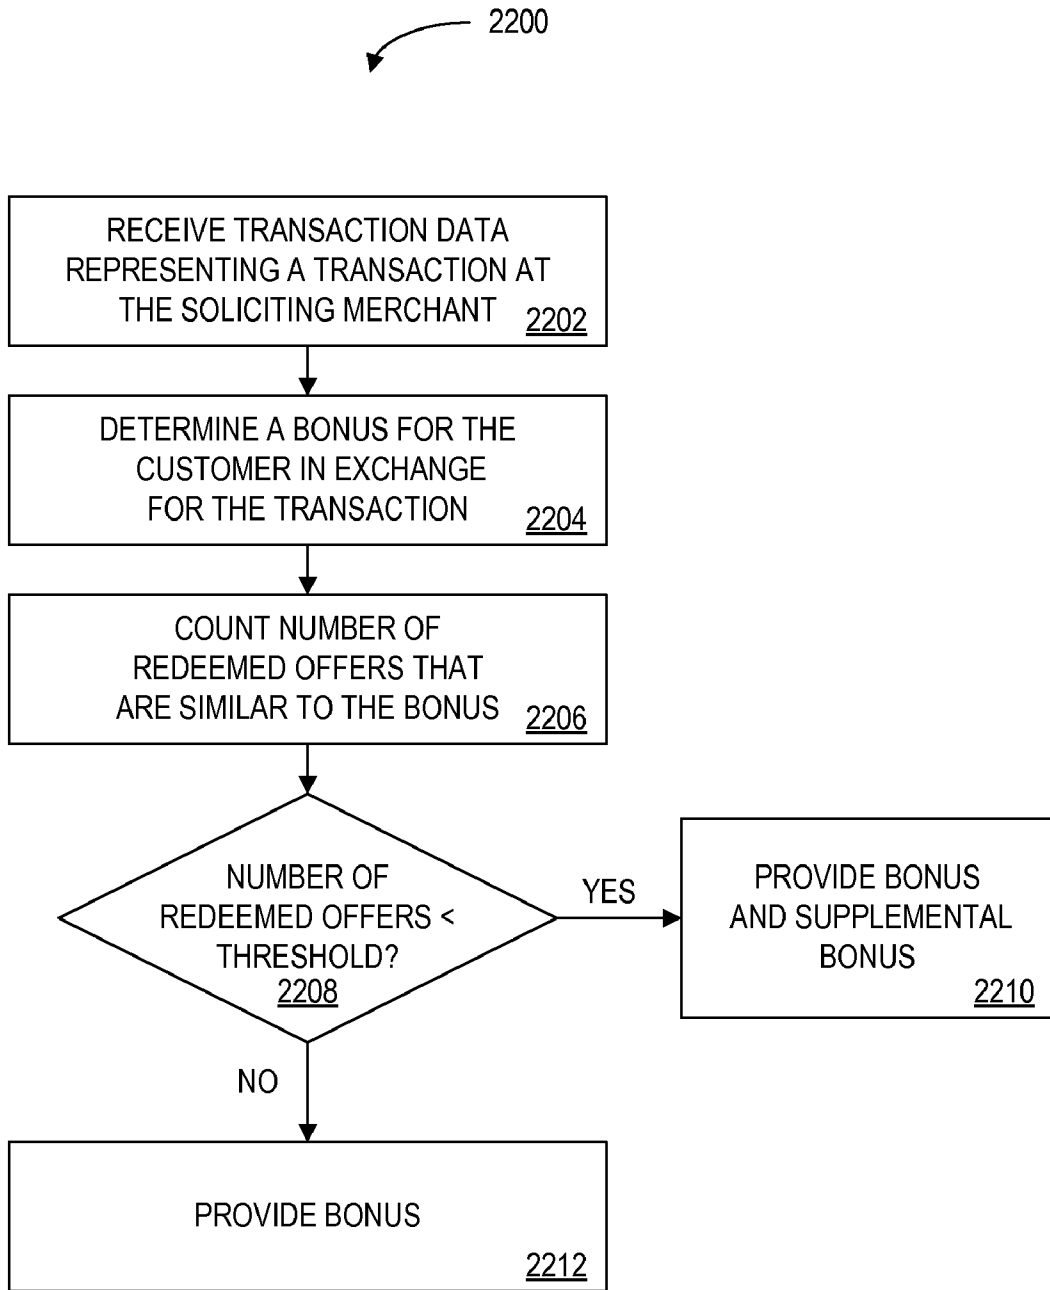 2200
RECEIVE TRANSACTION DATA
REPRESENTING A TRANSACTION AT
THE SOLICITING MERCHANT
2202
DETERMINE A BONUS FOR THE
CUSTOMER IN EXCHANGE
FOR THE TRANSACTION
2204
COUNT NUMBER OF
REDEEMED OFFERS THAT
ARE SIMILAR TO THE BONUS
2206
NUMBER OF
REDEEMED OFFERS <
THRESHOLD?
2208
YES
PROVIDE BONUS
AND SUPPLEMENTAL
BONUS
2210
NO
PROVIDE BONUS
2212